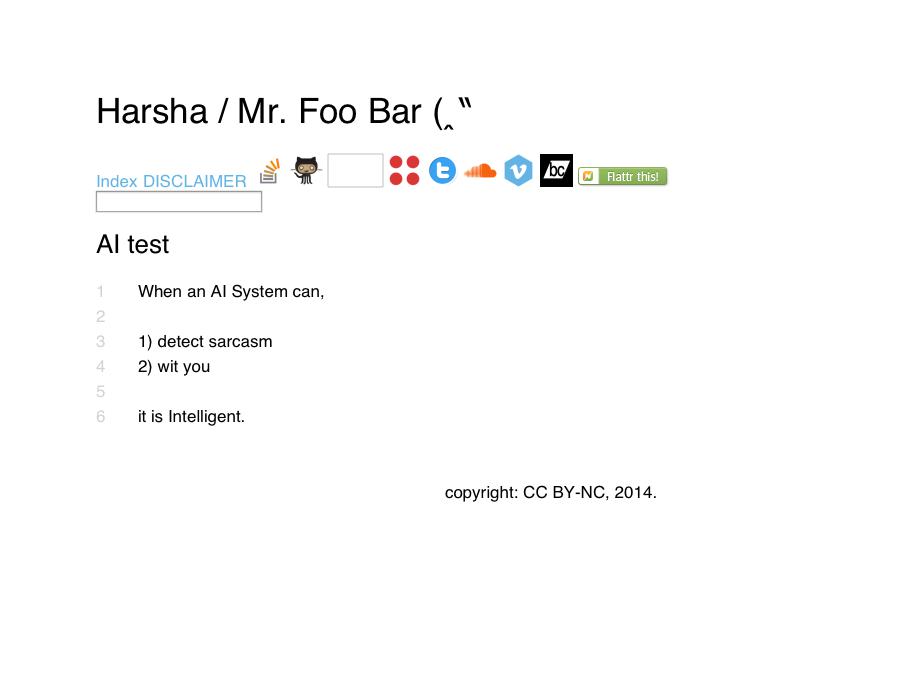 Harsha / Mr. Foo Bar (‸‶
Index DISCLAIMER
bc
Flattr this!
AI test
1 When an AI System can,
2
3 1) detect sarcasm
4 2) wit you
5
6 it is Intelligent.
copyright: CC BY-NC, 2014.